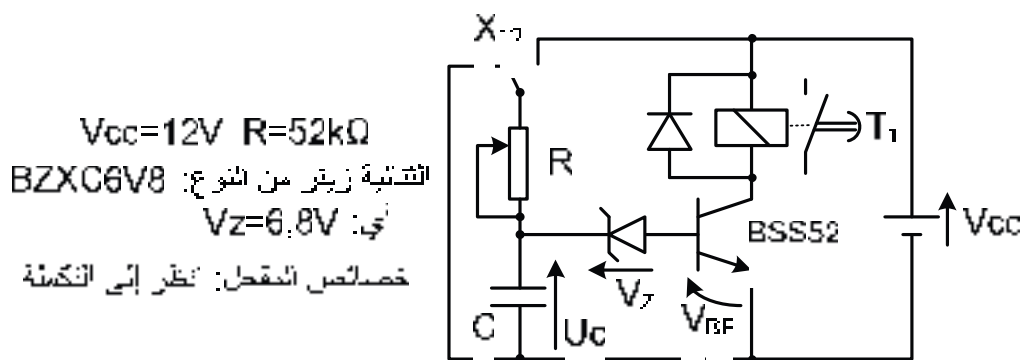 Vcc=12V R=52kΩ
الثنائية زينر من النوع: BZXC6V8
أي: Vz=6.8V
خصائص المقحل: انظر إلى التكملة
R
C
Uc
Vz
VBE
BSS52
T1
Vcc